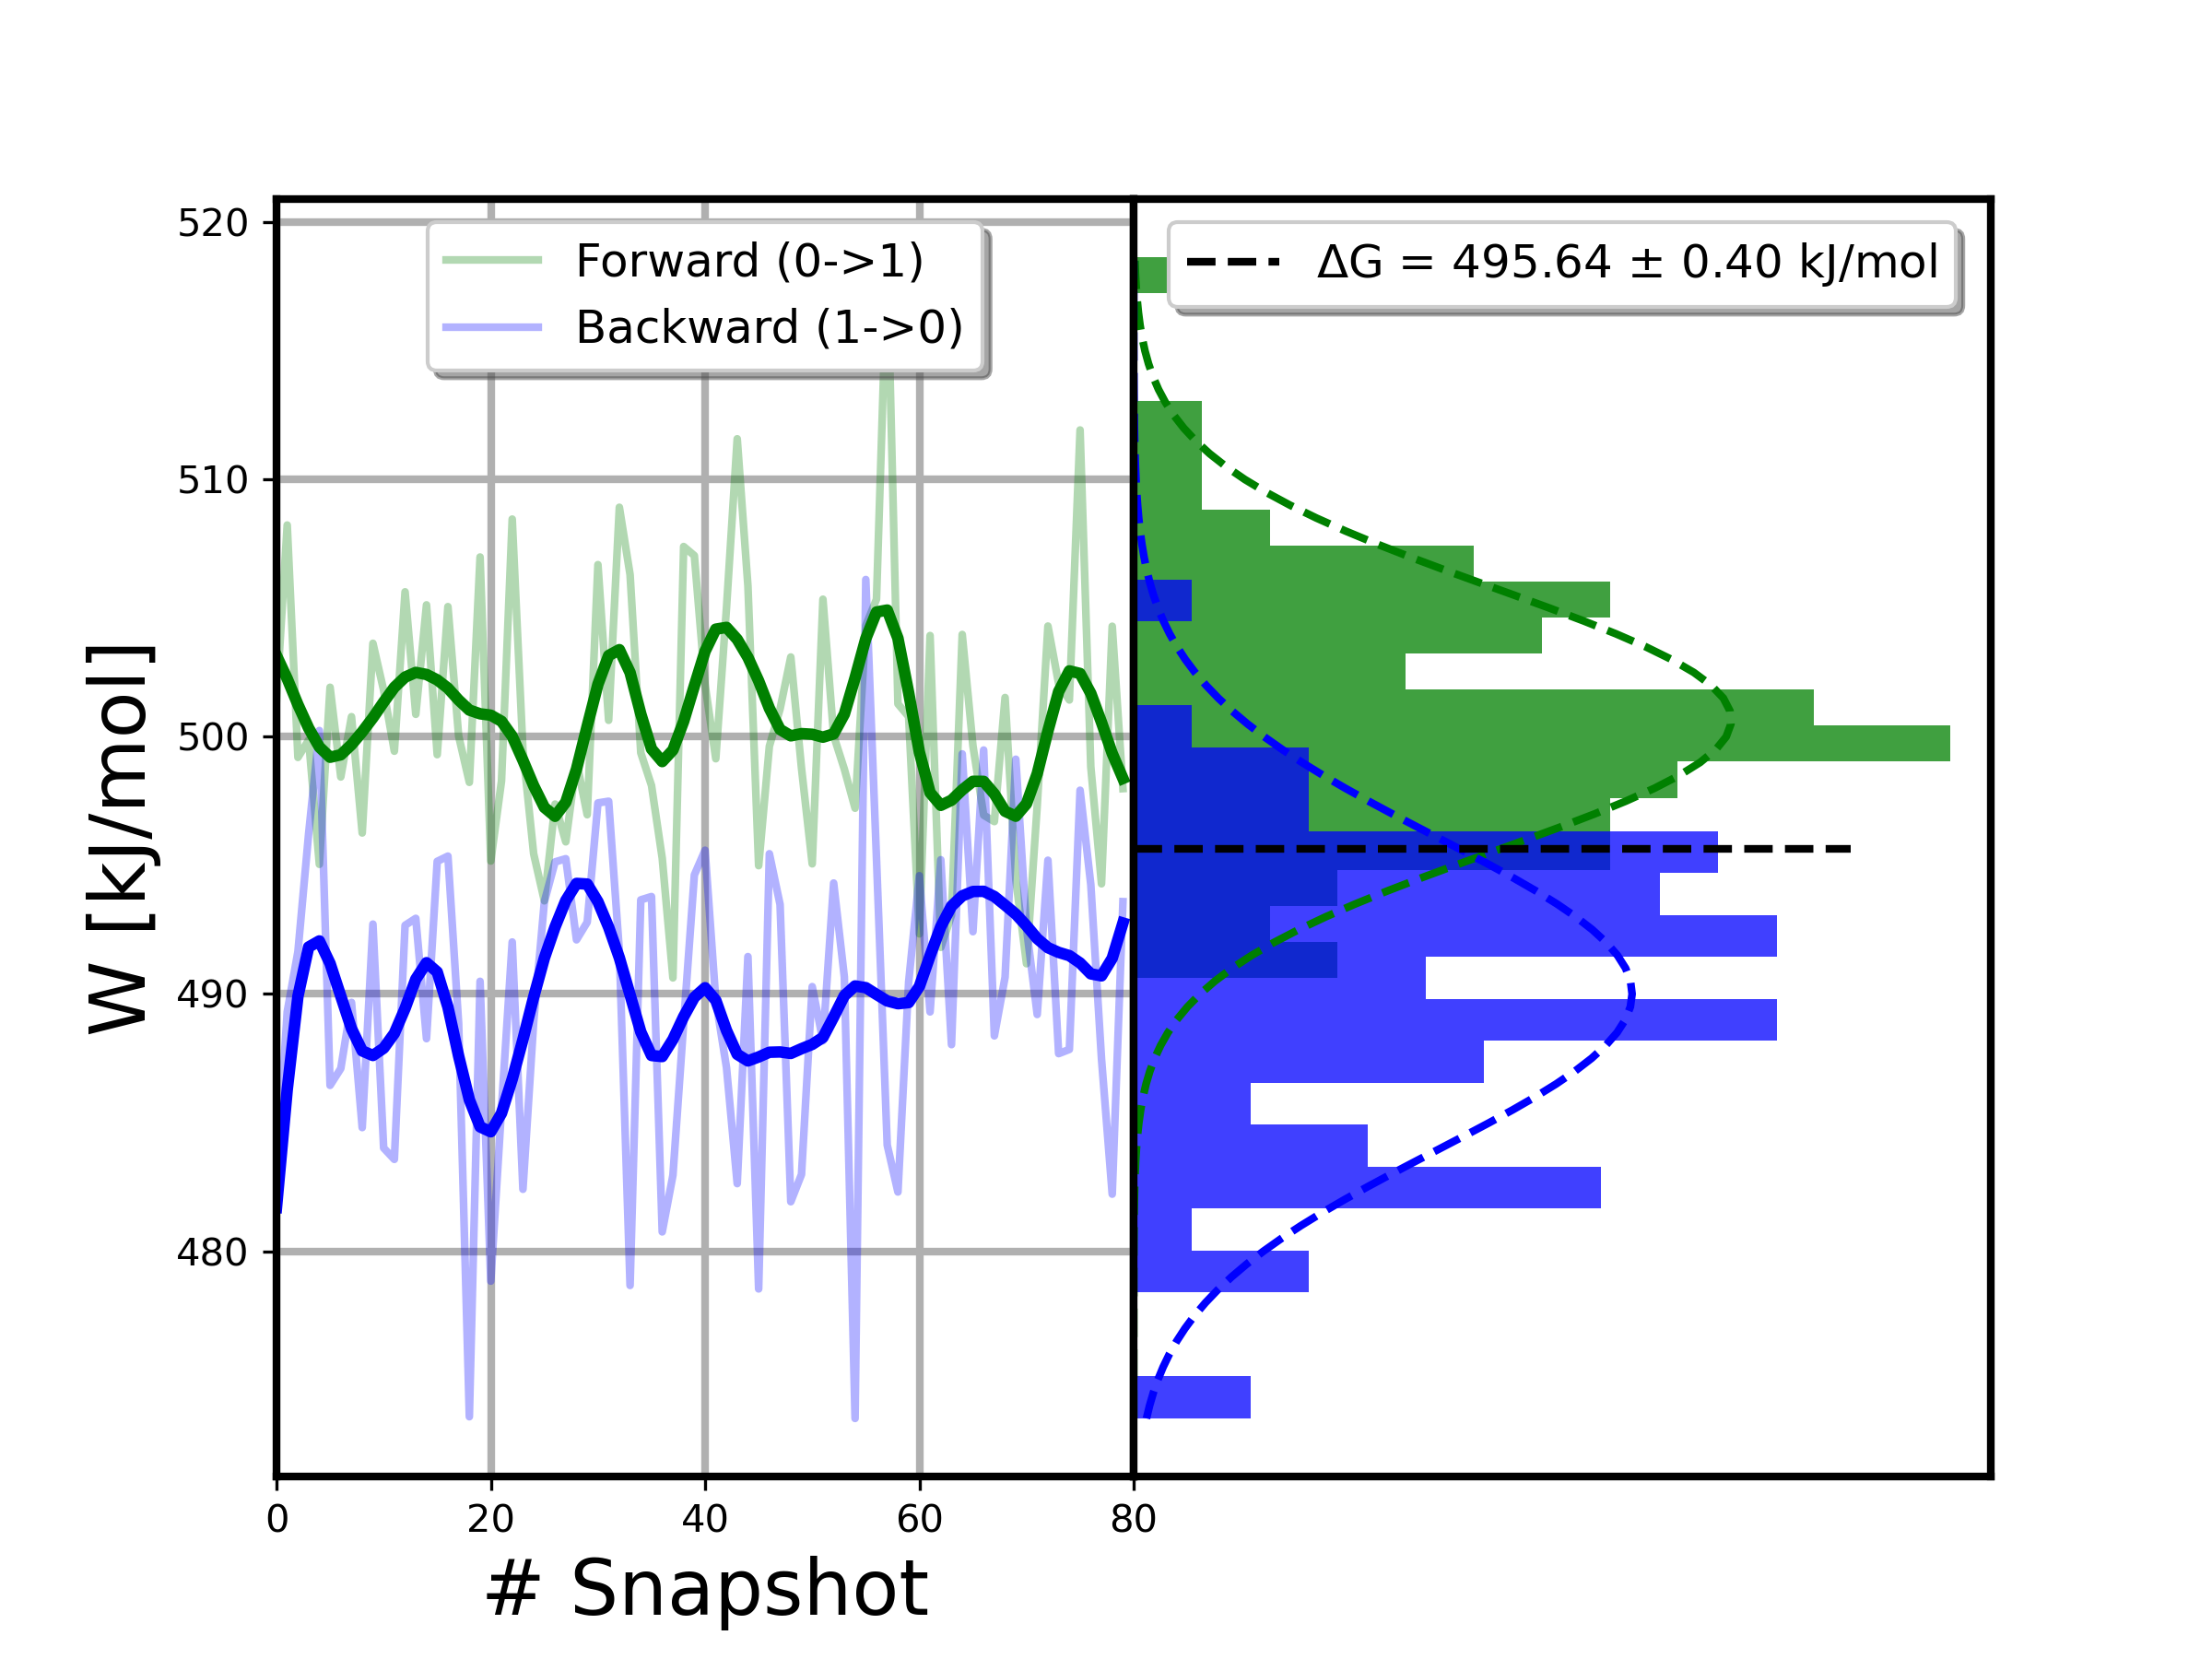 W [kJ/mol]
520
510
500
490
480
Forward (0->1)
Backward (1->0)
ΔG = 495.64 ± 0.40 kJ/mol
0 20 40 60 80
# Snapshot